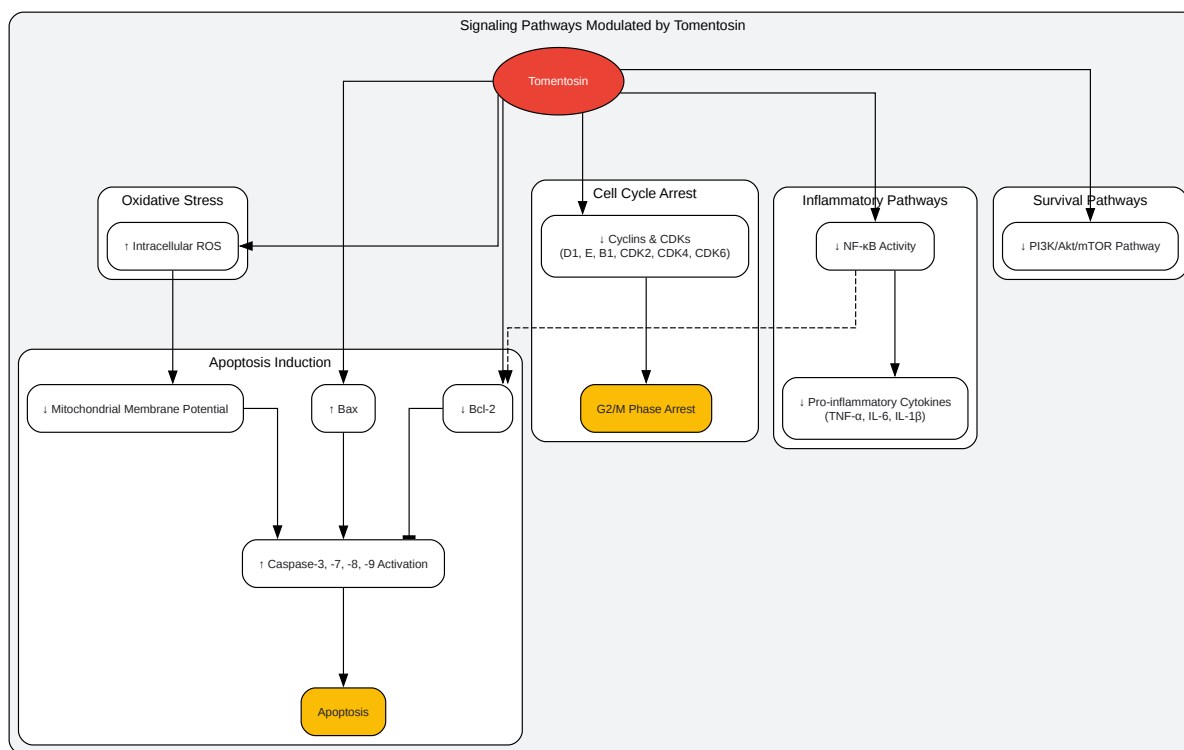 Signaling Pathways Modulated by Tomentosin
Tomentosin
Oxidative Stress
↑ Intracellular ROS
Cell Cycle Arrest
↓ Cyclins & CDKs
(D1, E, B1, CDK2, CDK4, CDK6)
Inflammatory Pathways
↓ NF-κB Activity
Survival Pathways
↓ PI3K/Akt/mTOR Pathway
Apoptosis Induction
↓ Mitochondrial Membrane Potential
↑ Bax
↓ Bcl-2
G2/M Phase Arrest
↓ Pro-inflammatory Cytokines
(TNF-α, IL-6, IL-1β)
↑ Caspase-3, -7, -8, -9 Activation
Apoptosis